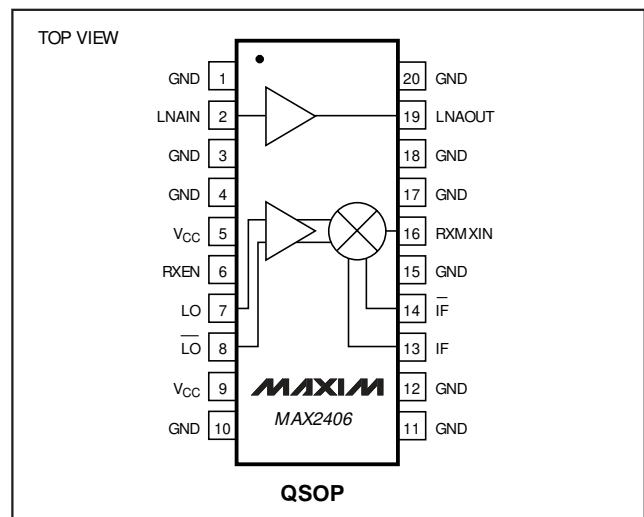 TOP VIEW
GND 1 20 GND
LNAIN 2 19 LNAOUT
GND 3 18 GND
GND 4 17 GND
VCC 5 16 RXMXIN
RXEN 6 15 GND
LO 7 14 I̅F̅
L̅O̅ 8 13 IF
VCC 9 MAXIM 12 GND
MAX2406
GND 10 11 GND
QSOP